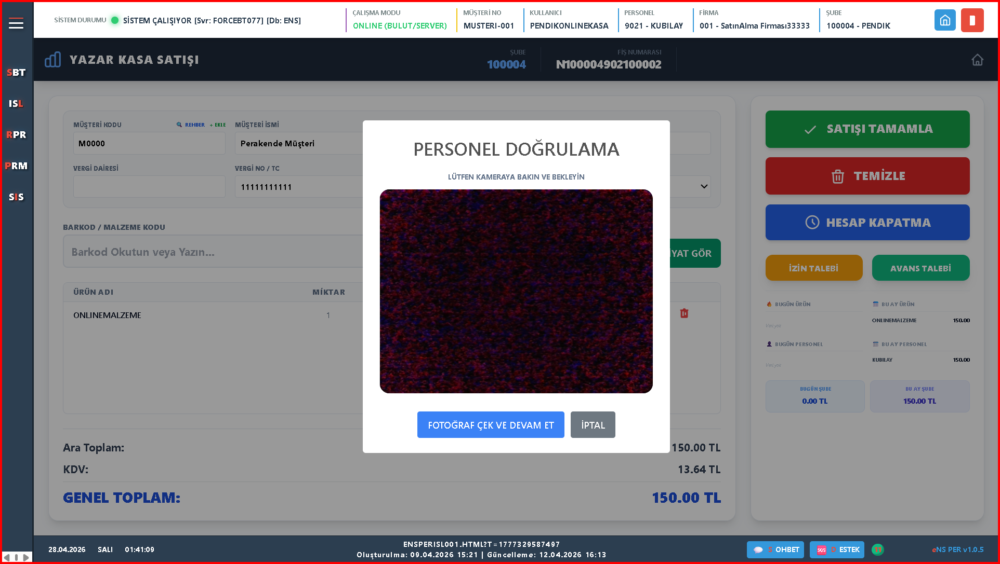 SİSTEM DURUMU SİSTEM ÇALIŞIYOR [Svr: FORCEBT077] [Db: ENS]
ÇALIŞMA MODU
ONLINE (BULUT/SERVER)
MÜŞTERİ NO
MUSTERI-001
KULLANICI
PENDIKONLINEKASA
PERSONEL
9021 - KUBILAY
FİRMA
001 - SatınAlma Firması33333
ŞUBE
100004 - PENDIK
SBT
ISL
RPR
PRM
SIS
YAZAR KASA SATIŞI
ŞUBE
100004
FİŞ NUMARASI
N100004902100002
MÜŞTERİ KODU
REHBER + EKLE
M0000
MÜŞTERİ İSMİ
Perakende Müşteri
VERGİ DAİRESİ
VERGİ NO / TC
11111111111
BARKOD / MALZEME KODU
Barkod Okutun veya Yazın...
İYAT GÖR
ÜRÜN ADI MİKTAR
ONLINEMALZEME 1
Ara Toplam: 150.00 TL
KDV: 13.64 TL
GENEL TOPLAM: 150.00 TL
PERSONEL DOĞRULAMA
LÜTFEN KAMERAYA BAKIN VE BEKLEYİN
FOTOĞRAF ÇEK VE DEVAM ET
İPTAL
SATIŞI TAMAMLA
TEMİZLE
HESAP KAPATMA
İZİN TALEBİ AVANS TALEBİ
BUGÜN ÜRÜN
Veri yok
BU AY ÜRÜN
ONLINEMALZEME 150.00
BUGÜN PERSONEL
Veri yok
BU AY PERSONEL
KUBILAY 150.00
BUGÜN ŞUBE
0.00 TL
BU AY ŞUBE
150.00 TL
28.04.2026 SALI 01:41:09
ENSPERISL001.HTML?T=1777329587497
Oluşturulma: 09.04.2026 15:21 | Güncelleme: 12.04.2026 16:13
S OHBET
SOS D ESTEK
11
eNS PER v1.0.5